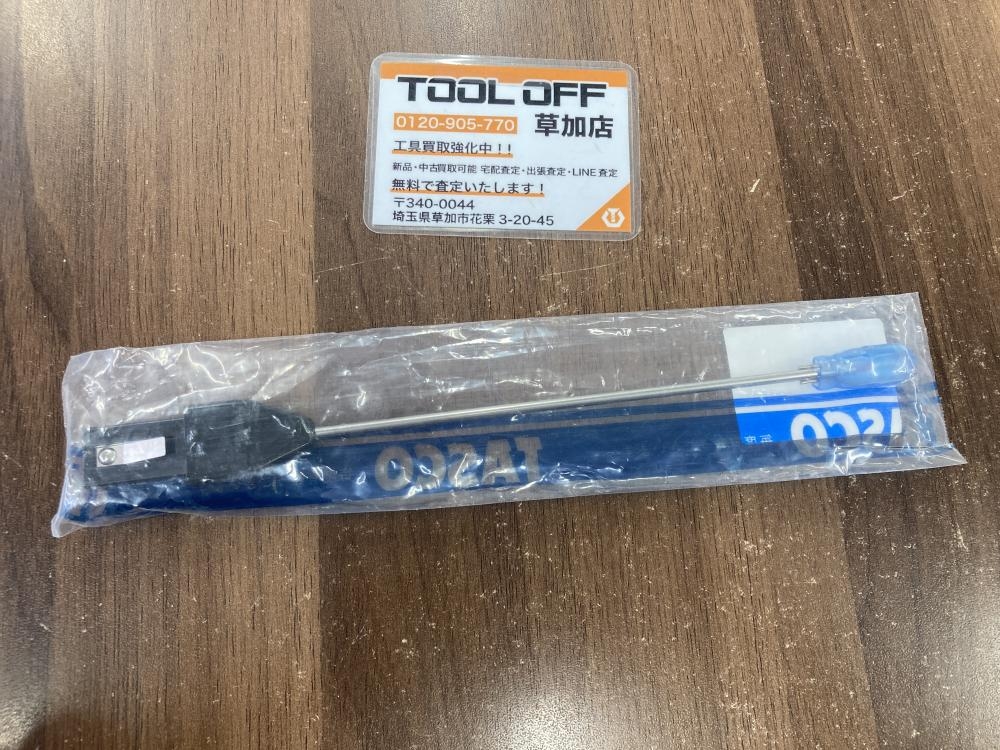 TOOL OFF
0120-905-770 草加店
工具買取強化中!!
新品・中古買取可能 宅配査定・出張査定・LINE査定
無料で査定いたします!
〒340-0044
埼玉県草加市花栗3-20-45
TASCO